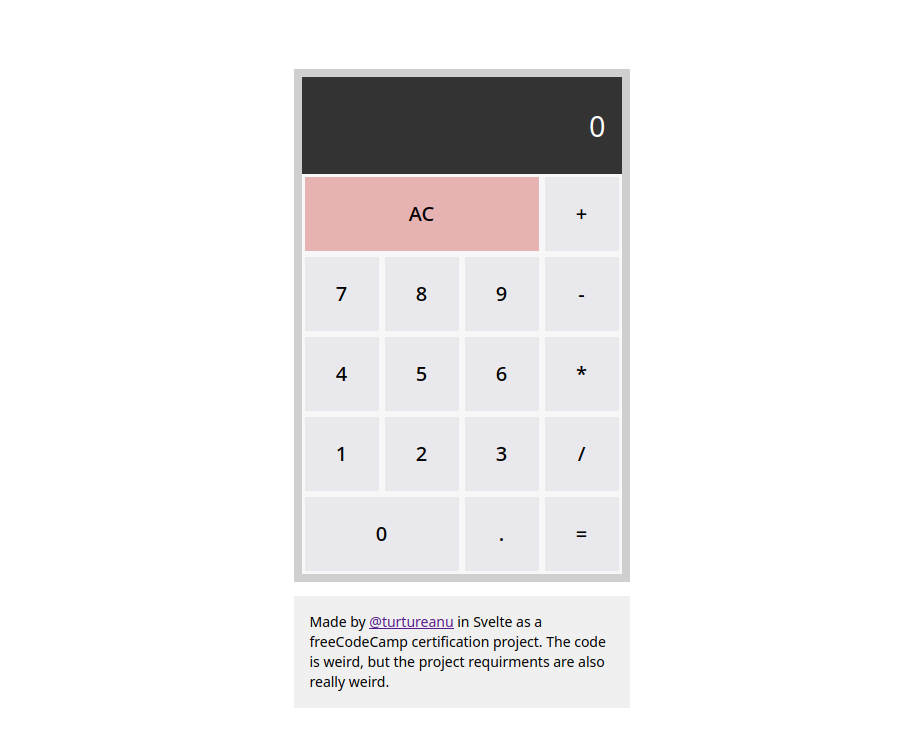 0
AC +
7 8 9 -
4 5 6 *
1 2 3 /
0 . =
Made by @turtureanu in Svelte as a
freeCodeCamp certification project. The code
is weird, but the project requirments are also
really weird.